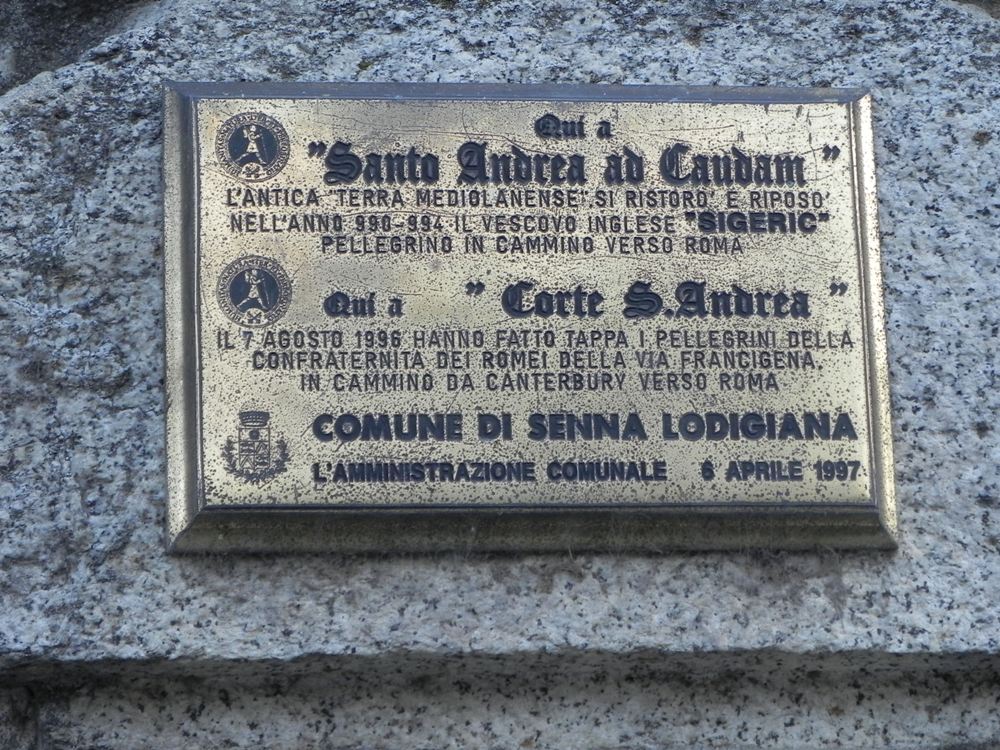 Qui a
"Santo Andrea ad Caudam"
L'ANTICA "TERRA MEDIOLANENSE" SI RISTORO' E RIPOSO'
NELL'ANNO 990-994 IL VESCOVO INGLESE "SIGERIC"
PELLEGRINO IN CAMMINO VERSO ROMA
Qui a "Corte S.Andrea"
IL 7 AGOSTO 1996 HANNO FATTO TAPPA I PELLEGRINI DELLA
CONFRATERNITA DEI ROMEI DELLA VIA FRANCIGENA.
IN CAMMINO DA CANTERBURY VERSO ROMA
COMUNE DI SENNA LODIGIANA
L'AMMINISTRAZIONE COMUNALE 6 APRILE 1997